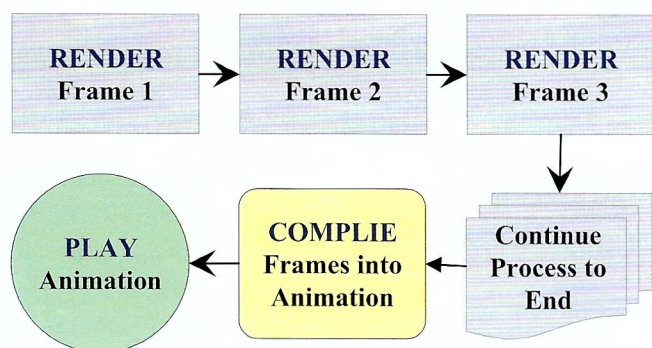 RENDER
Frame 1
RENDER
Frame 2
RENDER
Frame 3
Continue
Process to
End
COMPLIE
Frames into
Animation
PLAY
Animation